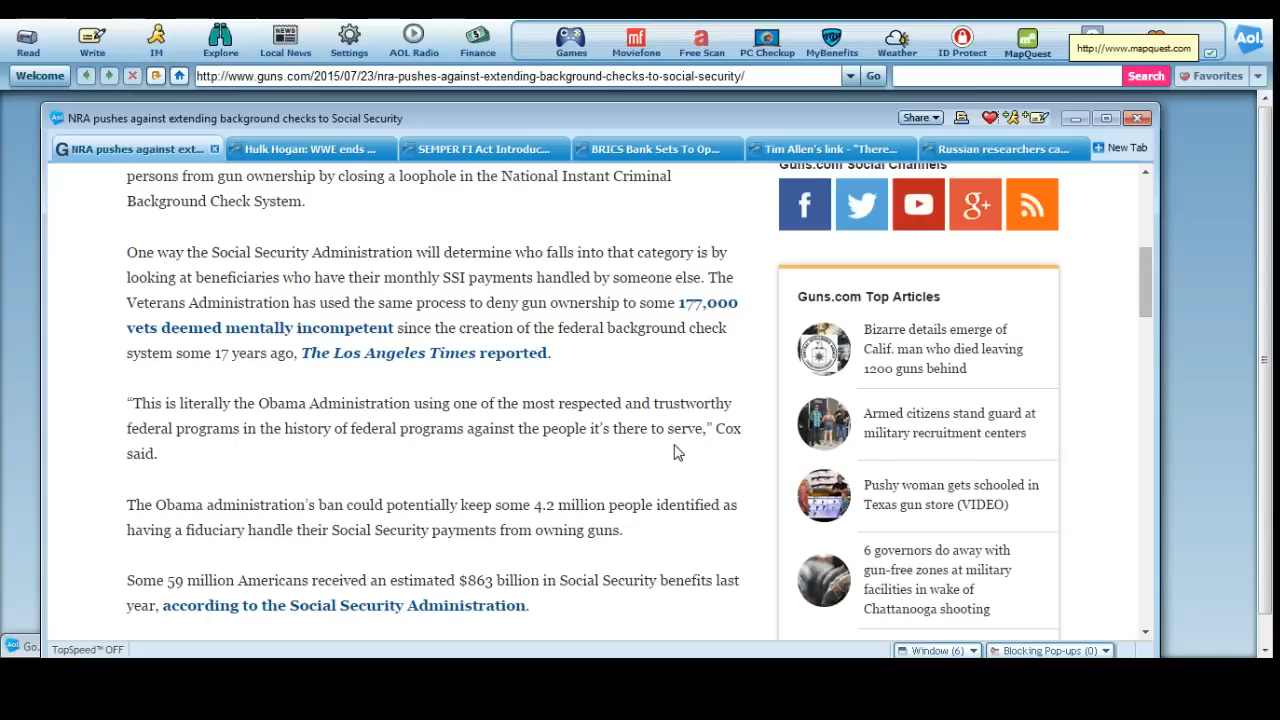 Read
Write
IM
Explore
NEWS
Local News
Settings
AOL Radio
Finance
Games
mf
Moviefone
a
Free Scan
PC Checkup
MyBenefits
Weather
ID Protect
m
MapQuest
http://www.mapquest.com
Aol.
Welcome
http://www.guns.com/2015/07/23/nra-pushes-against-extending-background-checks-to-social-security/
Go
Search
Favorites
Aol
NRA pushes against extending background checks to Social Security
Share
G NRA pushes against ext... x
Hulk Hogan: WWE ends ...
SEMPER FI Act Introduc...
BRICS Bank Sets To Op...
Tim Allen's link - "There...
Russian researchers ca...
New Tab
persons from gun ownership by closing a loophole in the National Instant Criminal
Background Check System.
One way the Social Security Administration will determine who falls into that category is by
looking at beneficiaries who have their monthly SSI payments handled by someone else. The
Veterans Administration has used the same process to deny gun ownership to some 177,000
vets deemed mentally incompetent since the creation of the federal background check
system some 17 years ago, The Los Angeles Times reported.
“This is literally the Obama Administration using one of the most respected and trustworthy
federal programs in the history of federal programs against the people it’s there to serve,” Cox
said.
The Obama administration’s ban could potentially keep some 4.2 million people identified as
having a fiduciary handle their Social Security payments from owning guns.
Some 59 million Americans received an estimated $863 billion in Social Security benefits last
year, according to the Social Security Administration.
Guns.com Social Channels
f
g+
Guns.com Top Articles
Bizarre details emerge of
Calif. man who died leaving
1200 guns behind
Armed citizens stand guard at
military recruitment centers
Pushy woman gets schooled in
Texas gun store (VIDEO)
6 governors do away with
gun-free zones at military
facilities in wake of
Chattanooga shooting
Aol
Go.
TopSpeed™ OFF
Window (6)
Blocking Pop-ups (0)